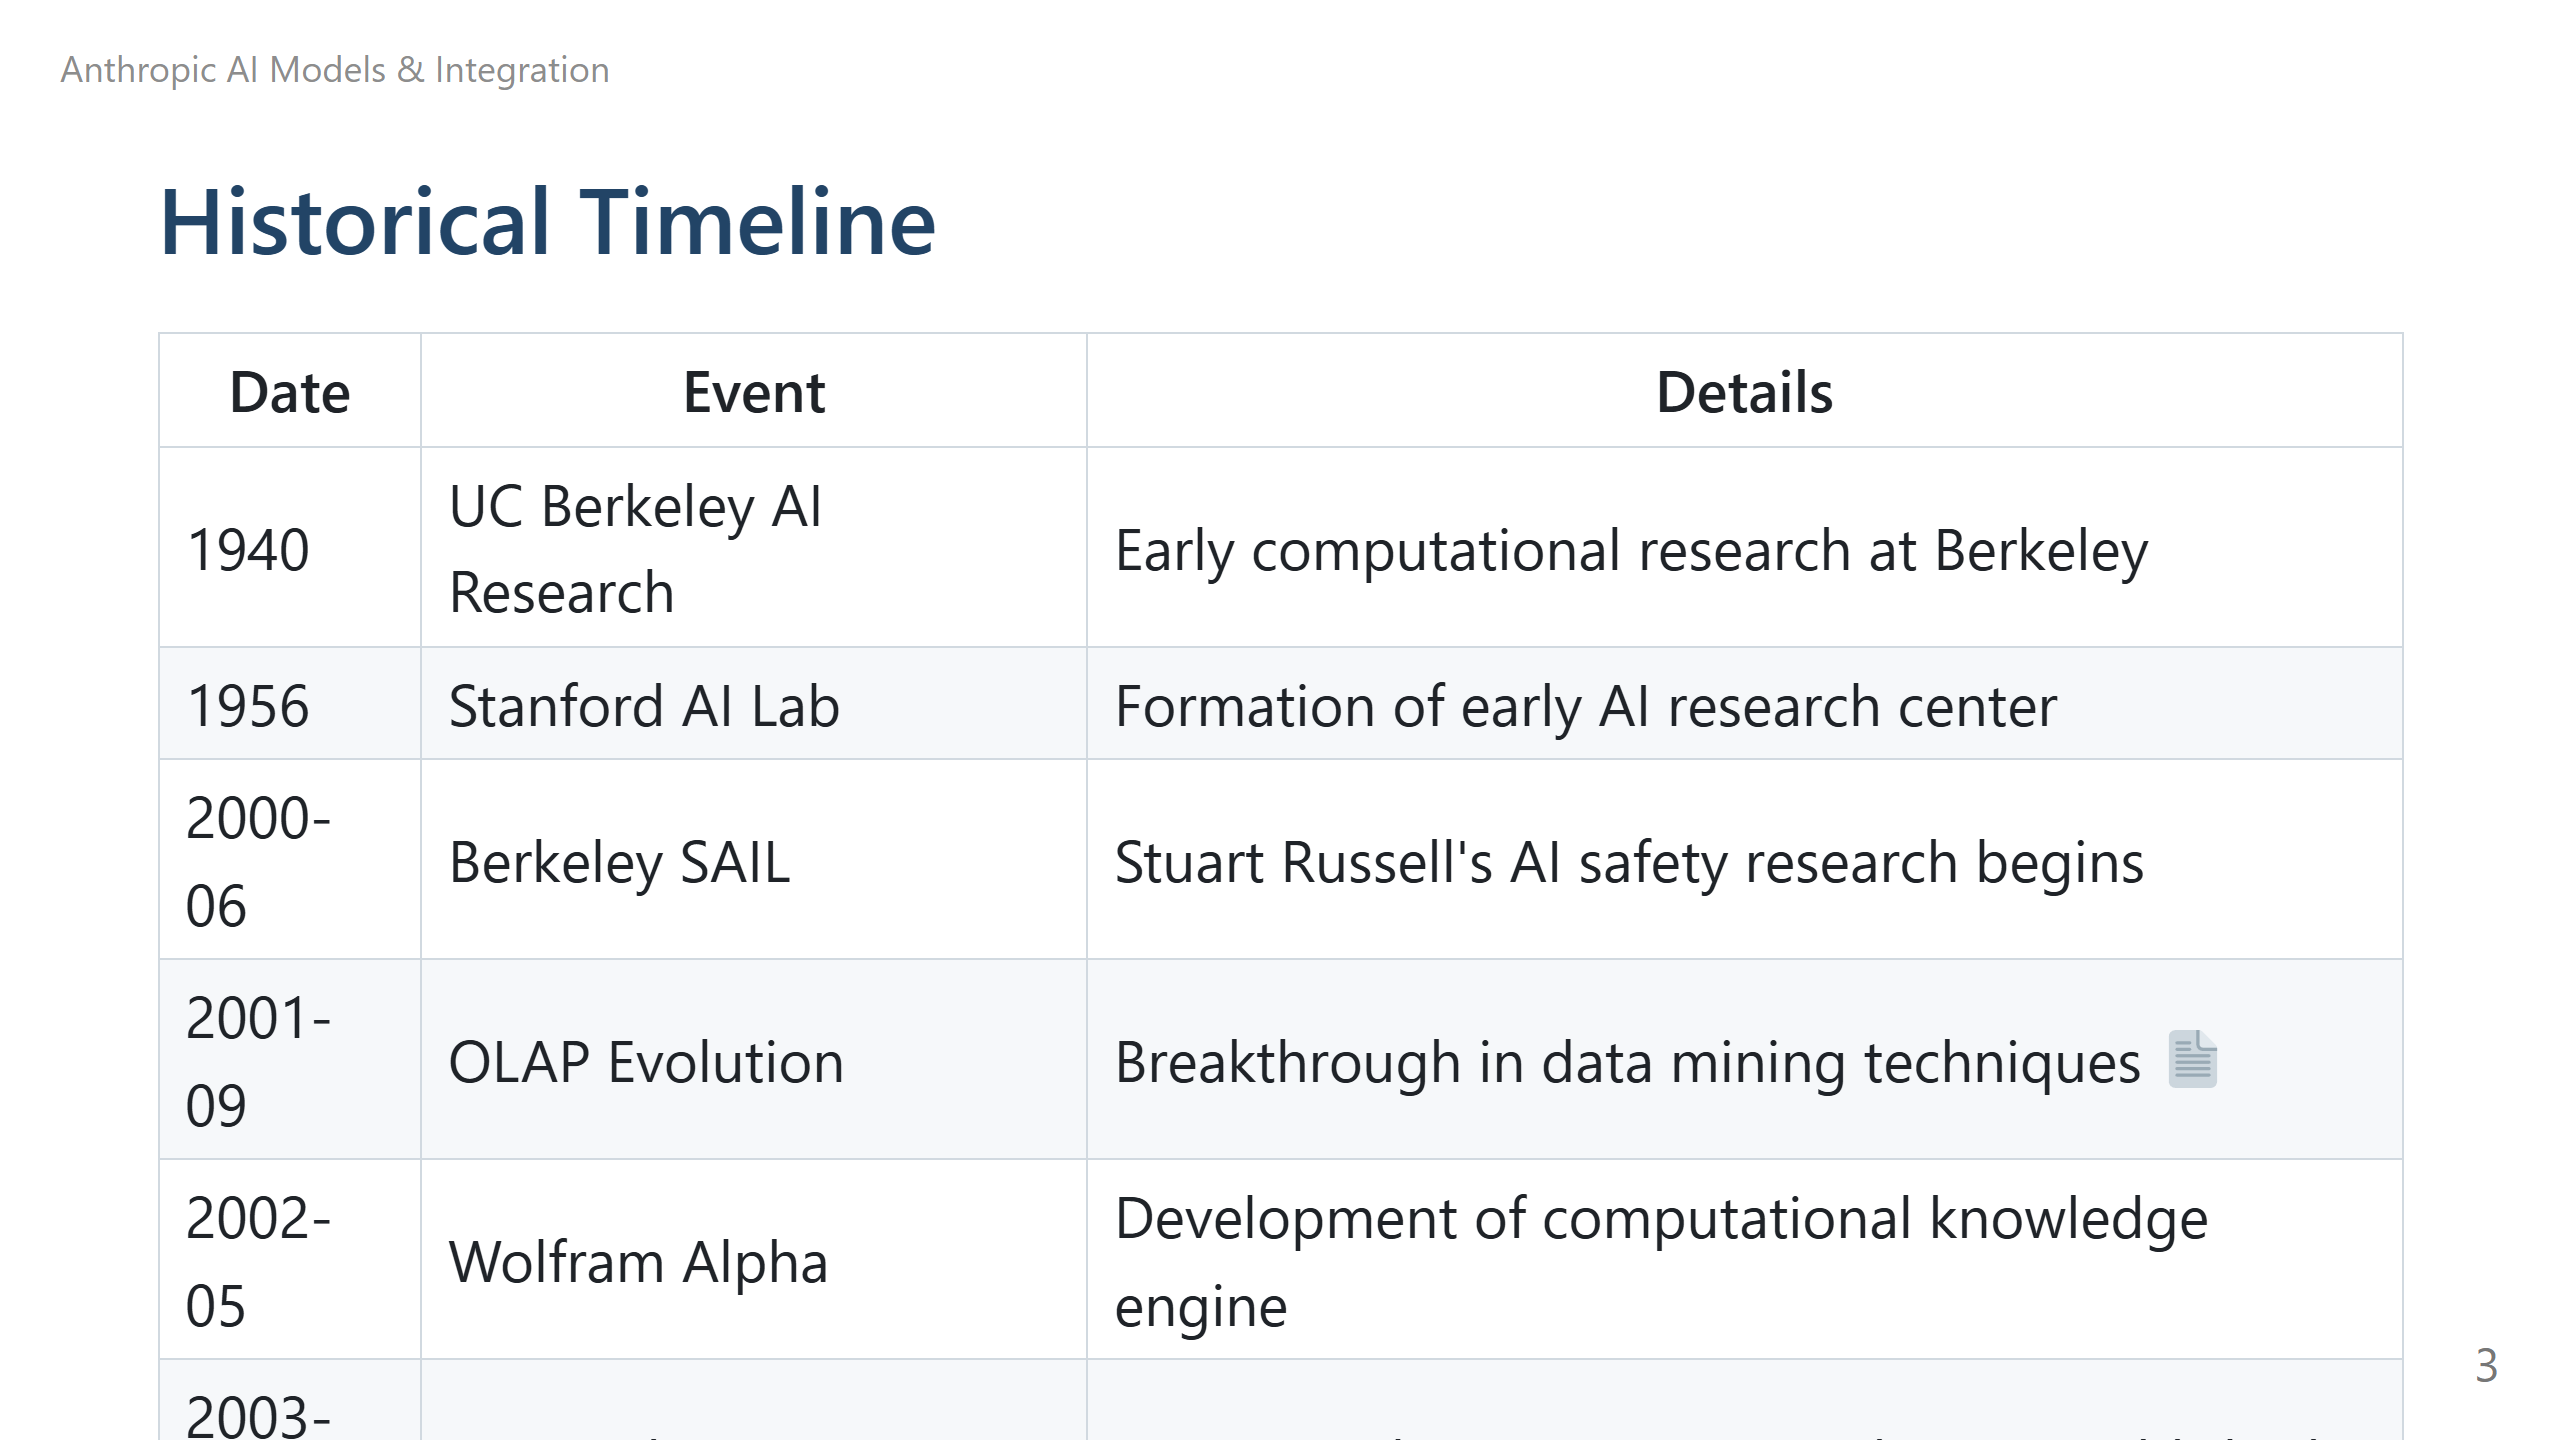 Anthropic AI Models & Integration
Historical Timeline
Date Event Details
1940 UC Berkeley AI Research Early computational research at Berkeley
1956 Stanford AI Lab Formation of early AI research center
2000-06 Berkeley SAIL Stuart Russell's AI safety research begins
2001-09 OLAP Evolution Breakthrough in data mining techniques
2002-05 Wolfram Alpha Development of computational knowledge engine
2003-
3